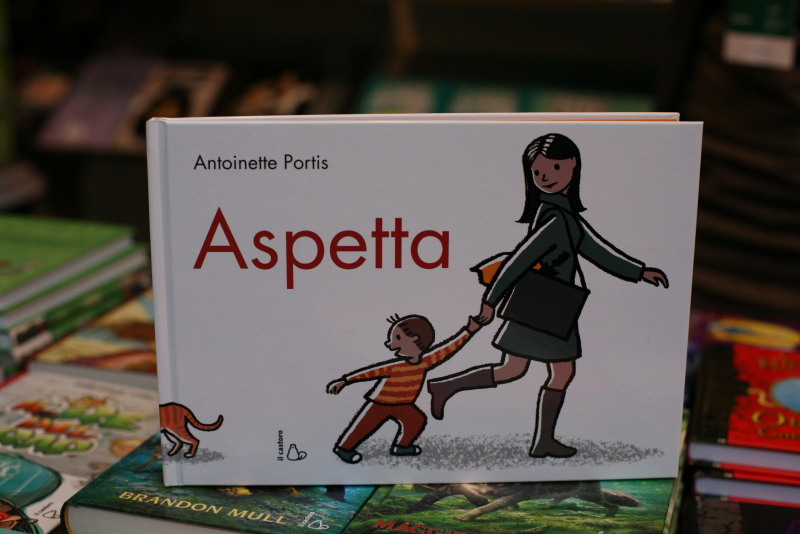 Antoinette Portis
Aspetta
il castoro
BRANDON MULL